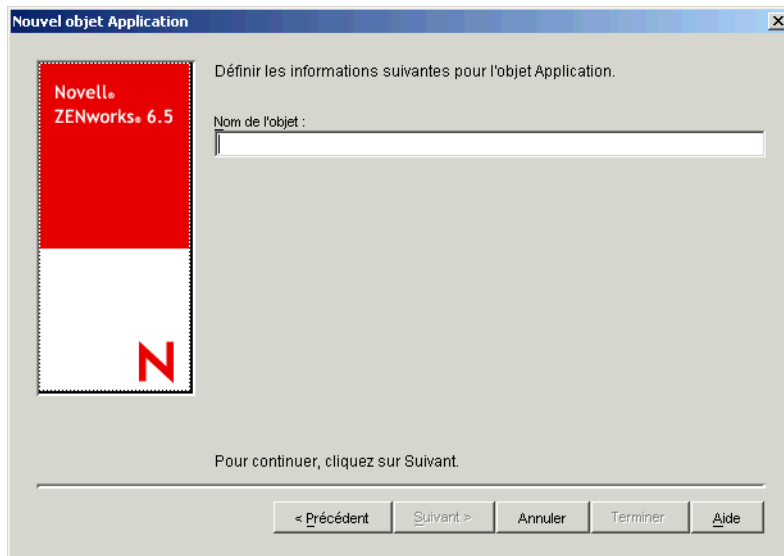 Nouvel objet Application
Novell®
ZENworks® 6.5
Définir les informations suivantes pour l'objet Application.
Nom de l'objet :
N
Pour continuer, cliquez sur Suivant.
< Précédent
Suivant >
Annuler
Terminer
Aide